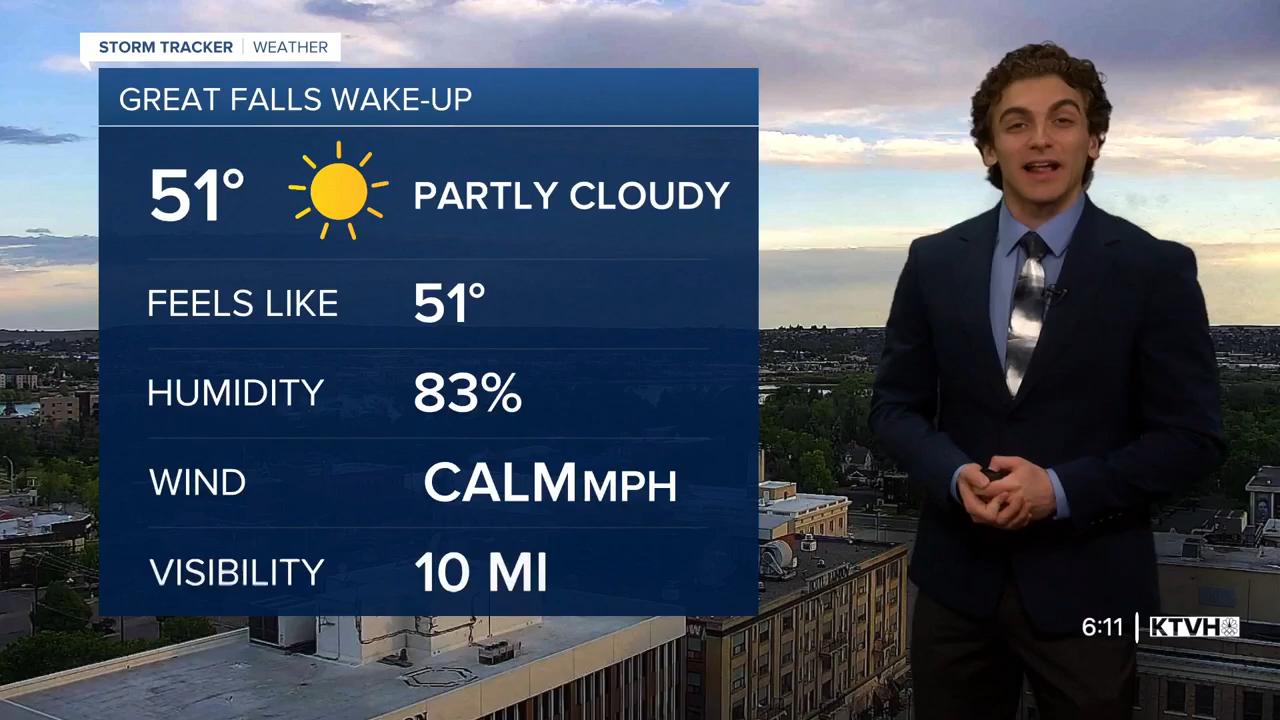 STORM TRACKER | WEATHER
GREAT FALLS WAKE-UP
51° PARTLY CLOUDY
FEELS LIKE 51°
HUMIDITY 83%
WIND CALM MPH
VISIBILITY 10 MI
6:11 | KTVH